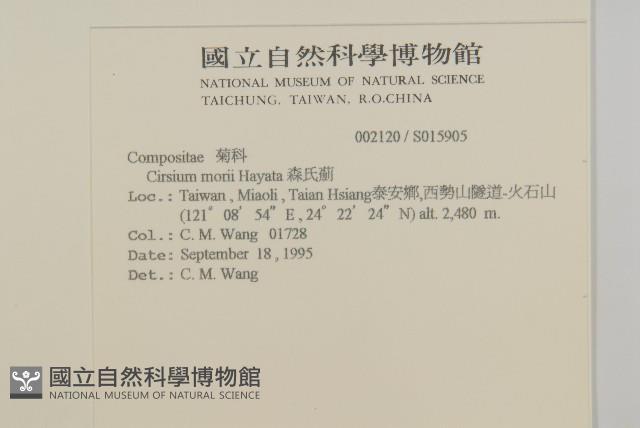 國立自然科學博物館
NATIONAL MUSEUM OF NATURAL SCIENCE
TAICHUNG, TAIWAN, R.O.CHINA
002120 / S015905
Compositae 菊科
Cirsium morii Hayata 森氏薊
Loc.: Taiwan , Miaoli , Taian Hsiang泰安鄉,西勢山隧道-火石山
(121° 08' 54" E , 24° 22' 24" N) alt. 2,480 m.
Col.: C. M. Wang 01728
Date: September 18 , 1995
Det.: C. M. Wang
國立自然科學博物館
NATIONAL MUSEUM OF NATURAL SCIENCE